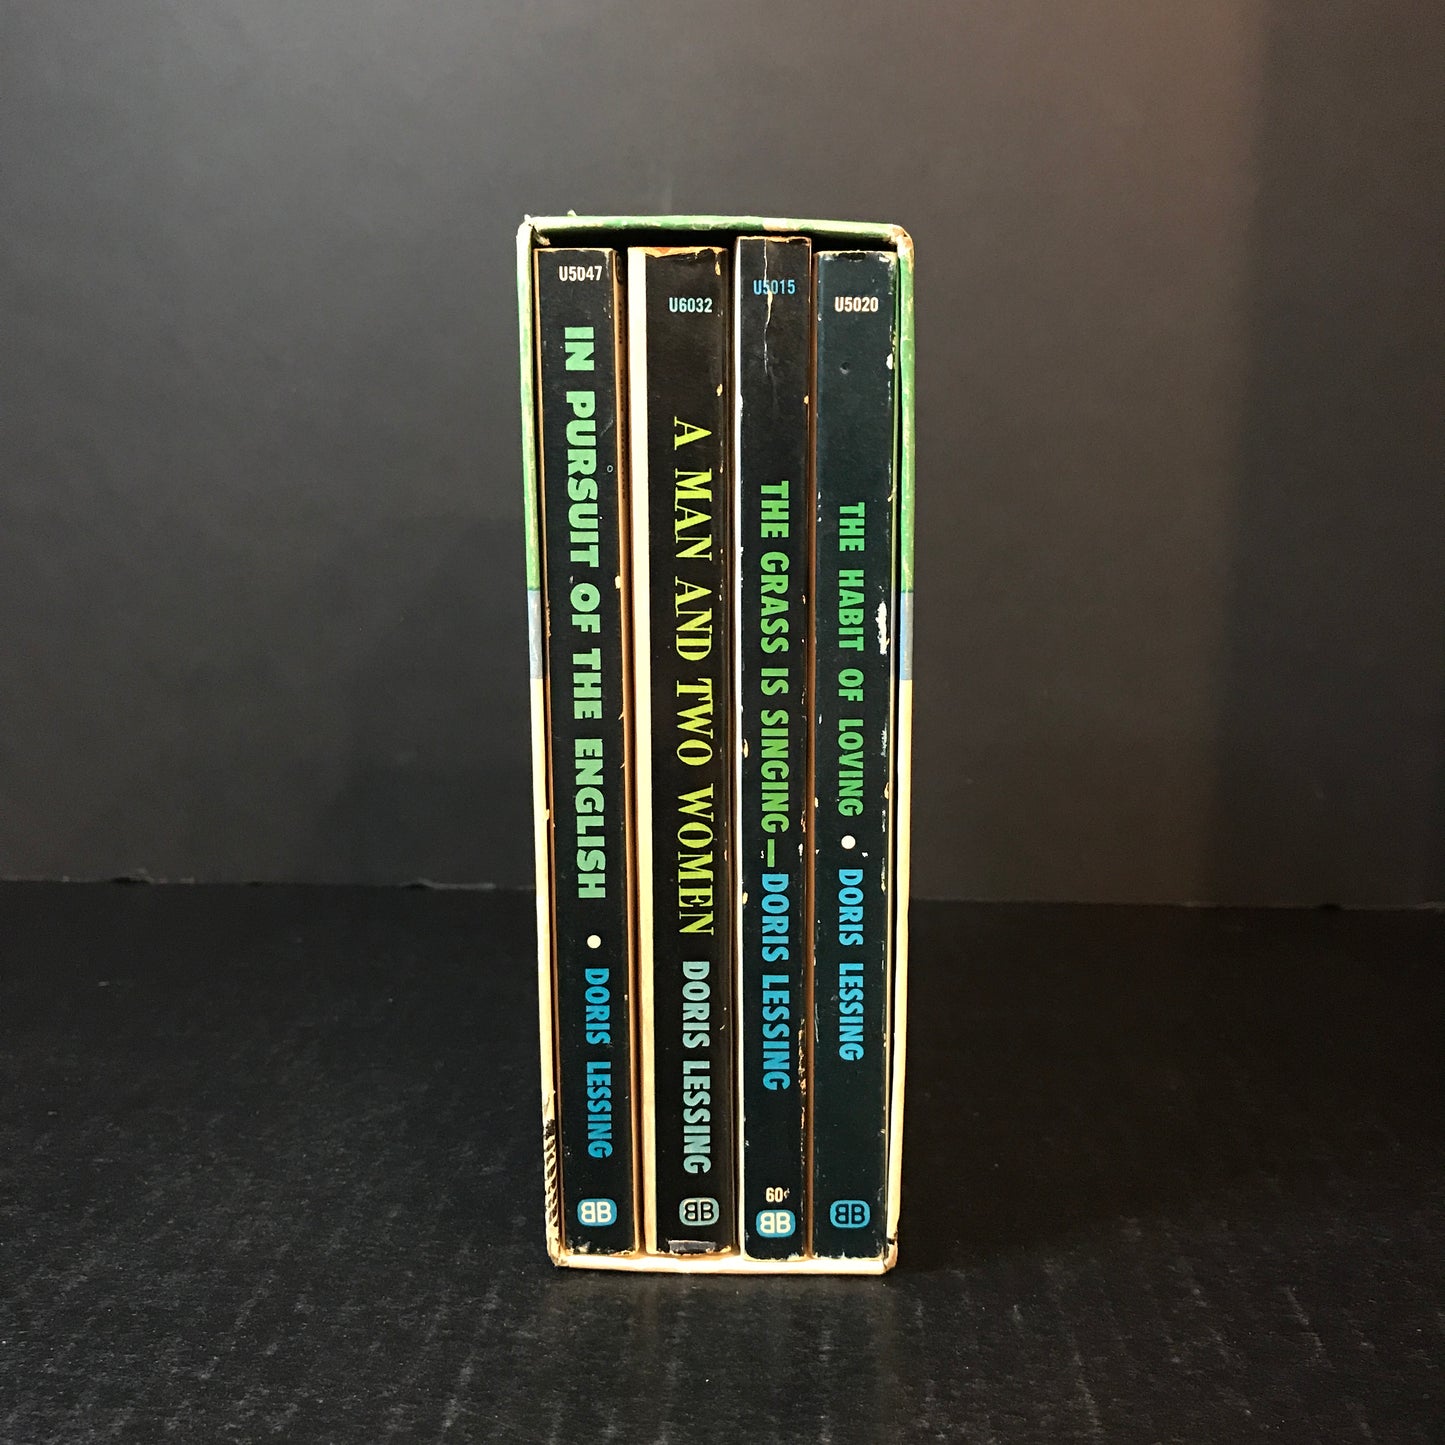 U5047
IN PURSUIT OF THE ENGLISH • DORIS LESSING
BB
U6032
A MAN AND TWO WOMEN DORIS LESSING
BB
U5015
THE GRASS IS SINGING—DORIS LESSING
60¢
BB
U5020
THE HABIT OF LOVING • DORIS LESSING
BB